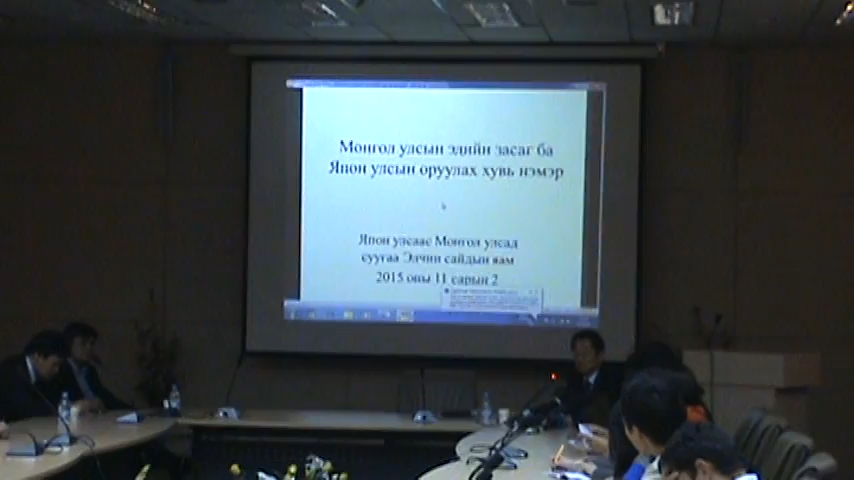 Монгол улсын эдийн засаг ба
Япон улсын оруулах хувь нэмэр
Япон улсаас Монгол улсад
суугаа Элчин сайдын яам
2015 оны 11 сарын 2